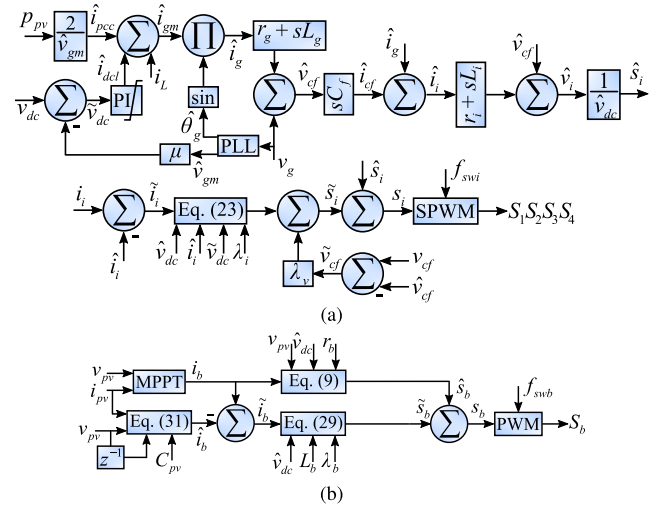 p_pv 2 / v̂_gm î_pcc Σ î_gm Π î_g r_g + sL_g î_g v̂_cf
î_dcl i_L Σ v̂_cf sC_f î_cf Σ î_i r_i + sL_i Σ v̂_i 1 / v̂_dc ŝ_i
v_dc Σ ṽ_dc PI sin
- θ̂_g
μ v̂_gm PLL v_g
ŝ_i f_swi
i_i Σ ĩ_i Eq. (23) Σ s̃_i Σ s_i SPWM S_1S_2S_3S_4
- î_i v̂_dc î_i ṽ_dc λ_i λ_v ṽ_cf Σ v_cf
- v̂_cf
(a)
v_pv v̂_dc r_b
v_pv MPPT i_b Eq. (9) ŝ_b f_swb
i_pv
v_pv Eq. (31) î_b - Σ ĩ_b Eq. (29) s̃_b Σ s_b PWM S_b
z^-1 C_pv v̂_dc L_b λ_b
(b)